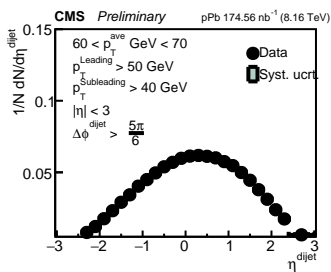 CMS Preliminary pPb 174.56 nb⁻¹ (8.16 TeV)
60 < p_T^ave GeV < 70
p_T^Leading > 50 GeV
p_T^Subleading > 40 GeV
|η| < 3
Δϕ^dijet > 5π/6
Data
Syst. ucrt.
1/N dN/dη^dijet
0.15
0.1
0.05
−3 −2 −1 0 1 2 3
η^dijet